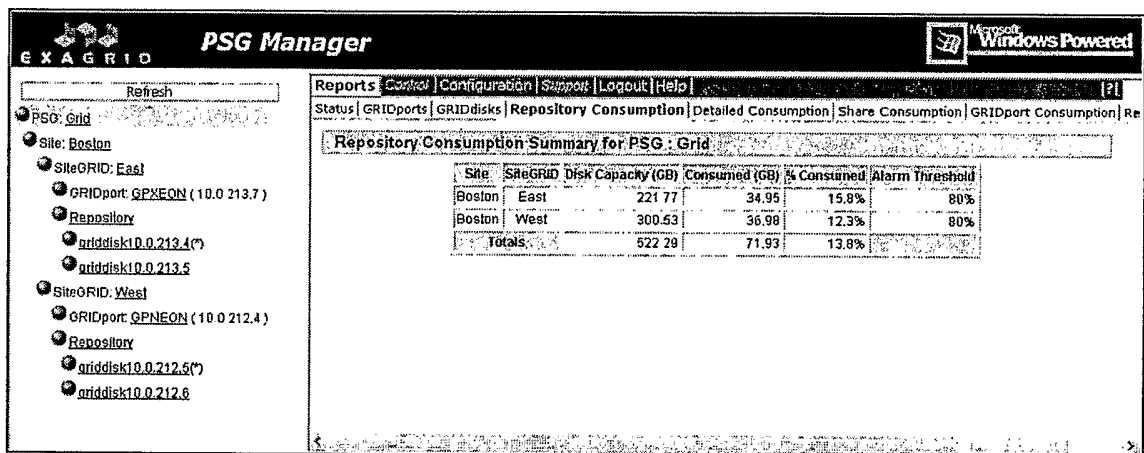 EXAGRID
PSG Manager
Microsoft
Windows Powered
Refresh
PSG: Grid
Site: Boston
SiteGRID: East
GRIDport: GPXEON (10.0.213.7)
Repository
griddisk10.0.213.4(*)
griddisk10.0.213.5
SiteGRID: West
GRIDport: GPNEON (10.0.212.4)
Repository
griddisk10.0.212.5(*)
griddisk10.0.212.6
Reports | Control | Configuration | Support | Logout | Help | [?]
Status | GRIDports | GRIDdisks | Repository Consumption | Detailed Consumption | Share Consumption | GRIDport Consumption | Re
Repository Consumption Summary for PSG : Grid
Site SiteGRID Disk Capacity (GB) Consumed (GB) % Consumed Alarm Threshold
Boston East 221.77 34.95 15.8% 80%
Boston West 300.53 36.98 12.3% 80%
Totals 522.29 71.93 13.8%